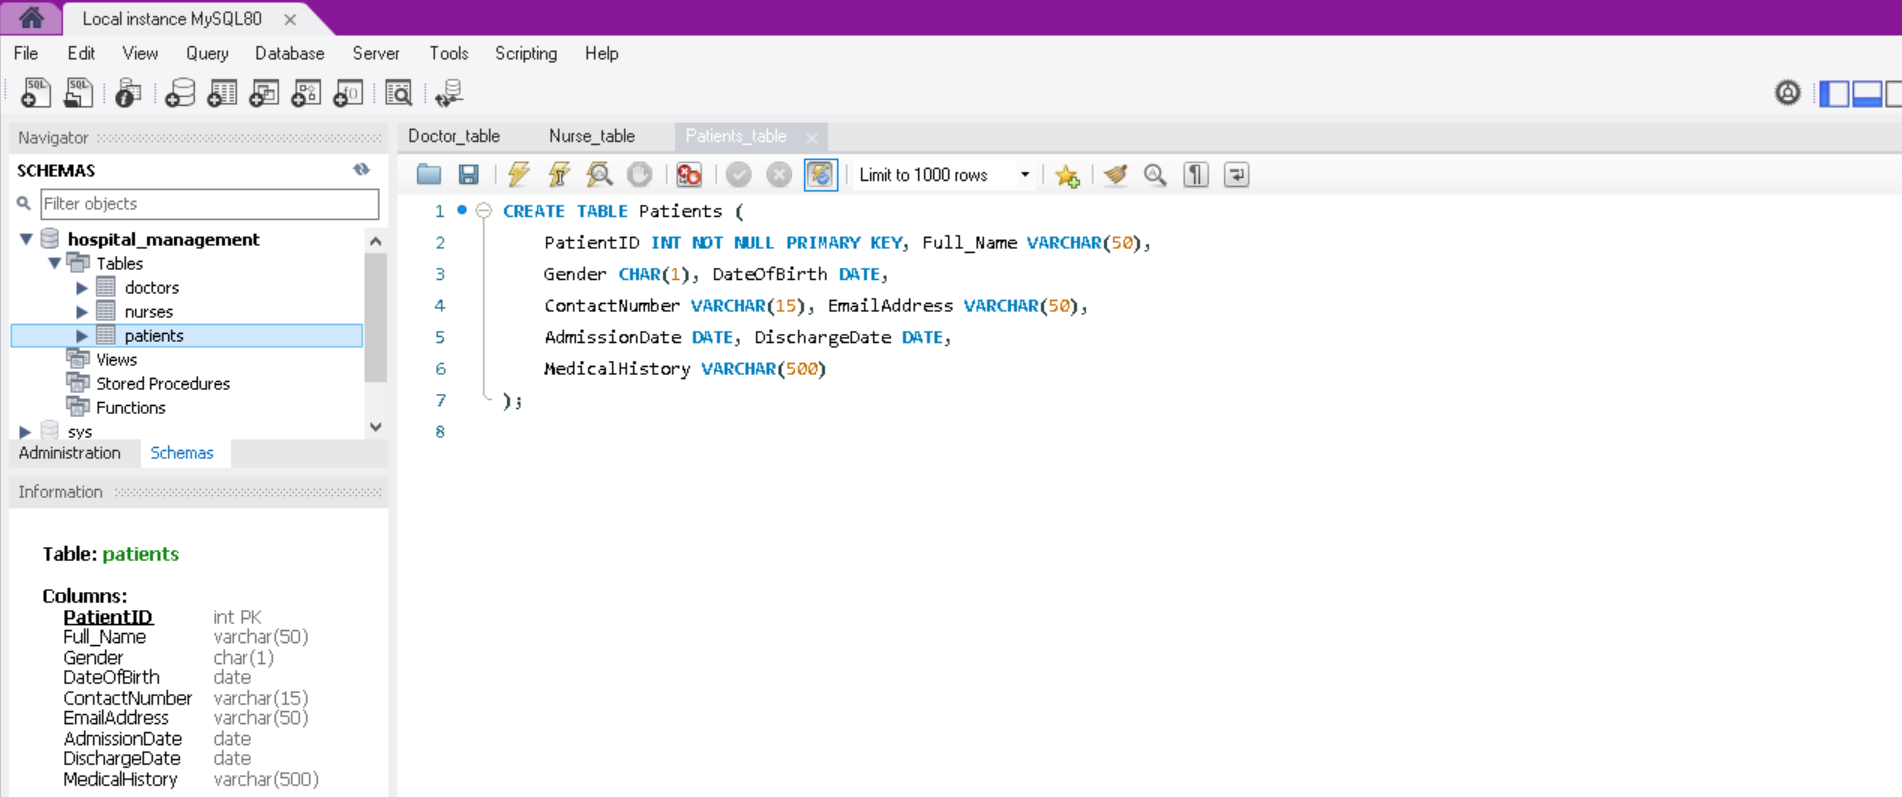 Local instance MySQL80
File Edit View Query Database Server Tools Scripting Help
Navigator
SCHEMAS
Filter objects
hospital_management
Tables
doctors
nurses
patients
Views
Stored Procedures
Functions
sys
Administration Schemas
Information
Table: patients
Columns:
PatientID int PK
Full_Name varchar(50)
Gender char(1)
DateOfBirth date
ContactNumber varchar(15)
EmailAddress varchar(50)
AdmissionDate date
DischargeDate date
MedicalHistory varchar(500)
Doctor_table Nurse_table Patients_table
Limit to 1000 rows
1 CREATE TABLE Patients (
2 PatientID INT NOT NULL PRIMARY KEY, Full_Name VARCHAR(50),
3 Gender CHAR(1), DateOfBirth DATE,
4 ContactNumber VARCHAR(15), EmailAddress VARCHAR(50),
5 AdmissionDate DATE, DischargeDate DATE,
6 MedicalHistory VARCHAR(500)
7 );
8